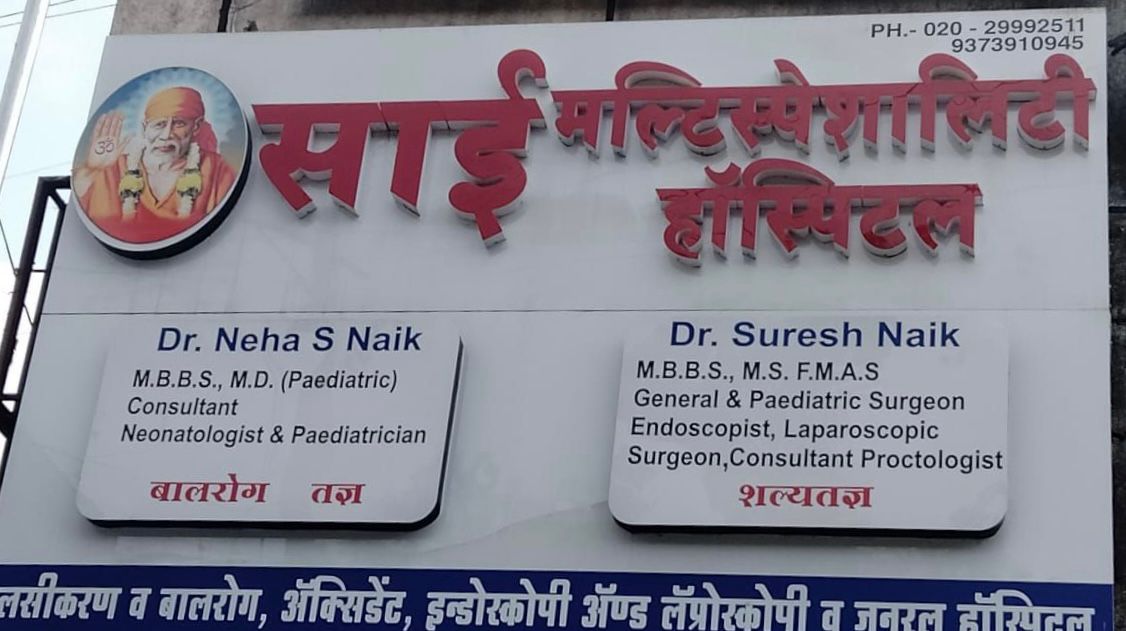 PH.- 020 - 29992511
9373910945
साई मल्टिस्पेशालिटी
हॉस्पिटल
ॐ
Dr. Neha S Naik
M.B.B.S., M.D. (Paediatric)
Consultant
Neonatologist & Paediatrician
बालरोग तज्ञ
Dr. Suresh Naik
M.B.B.S., M.S. F.M.A.S
General & Paediatric Surgeon
Endoscopist, Laparoscopic
Surgeon,Consultant Proctologist
शल्यतज्ञ
लसीकरण व बालरोग, ॲक्सिडेंट, इन्डोस्कोपी ॲण्ड लॅप्रोस्कोपी व जनरल हॉस्पिटल